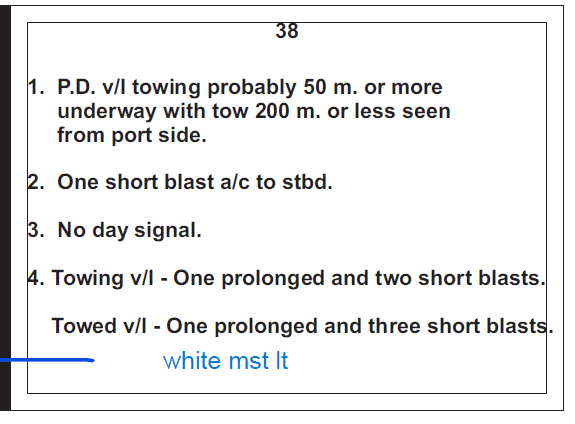 38
1. P.D. v/l towing probably 50 m. or more
underway with tow 200 m. or less seen
from port side.
2. One short blast a/c to stbd.
3. No day signal.
4. Towing v/l - One prolonged and two short blasts.
Towed v/l - One prolonged and three short blasts.
white mst lt